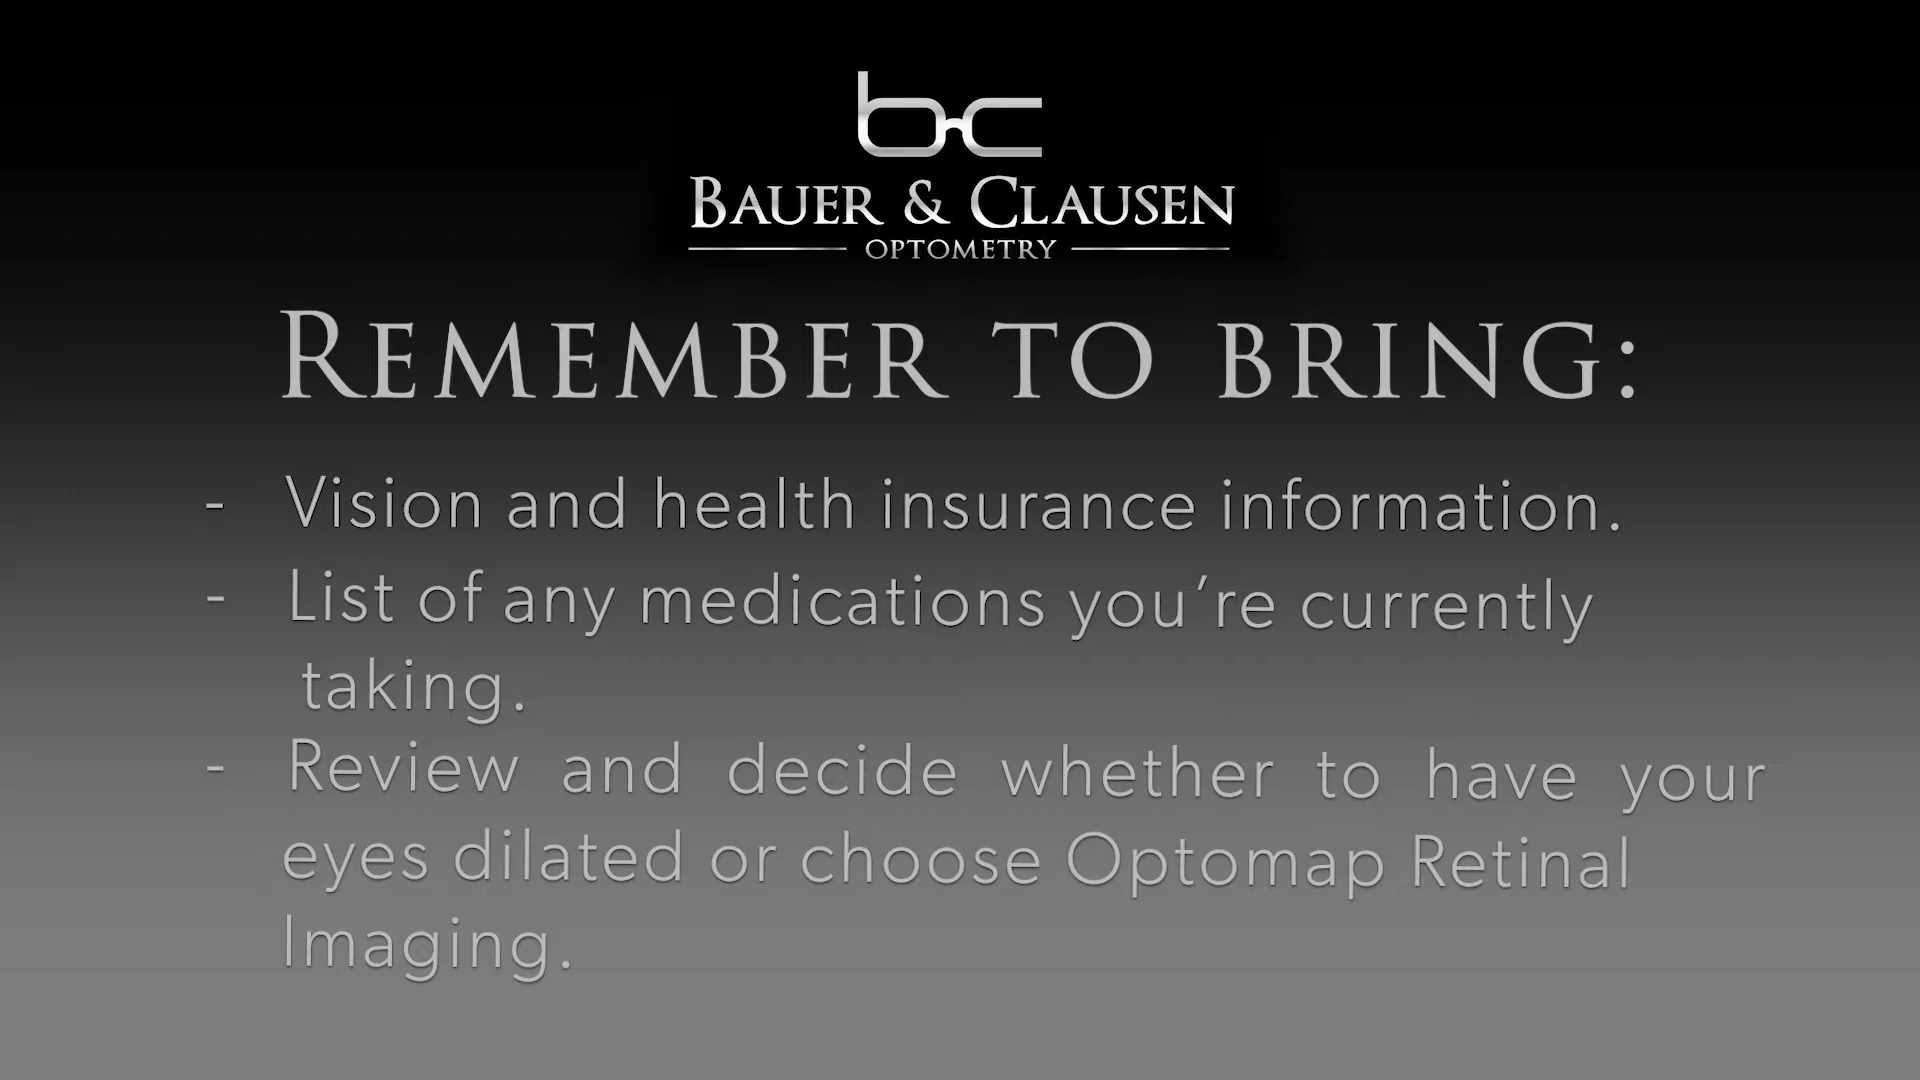 bc
BAUER & CLAUSEN
OPTOMETRY
REMEMBER TO BRING:
- Vision and health insurance information.
- List of any medications you're currently
taking.
- Review and decide whether to have your
eyes dilated or choose Optomap Retinal
Imaging.